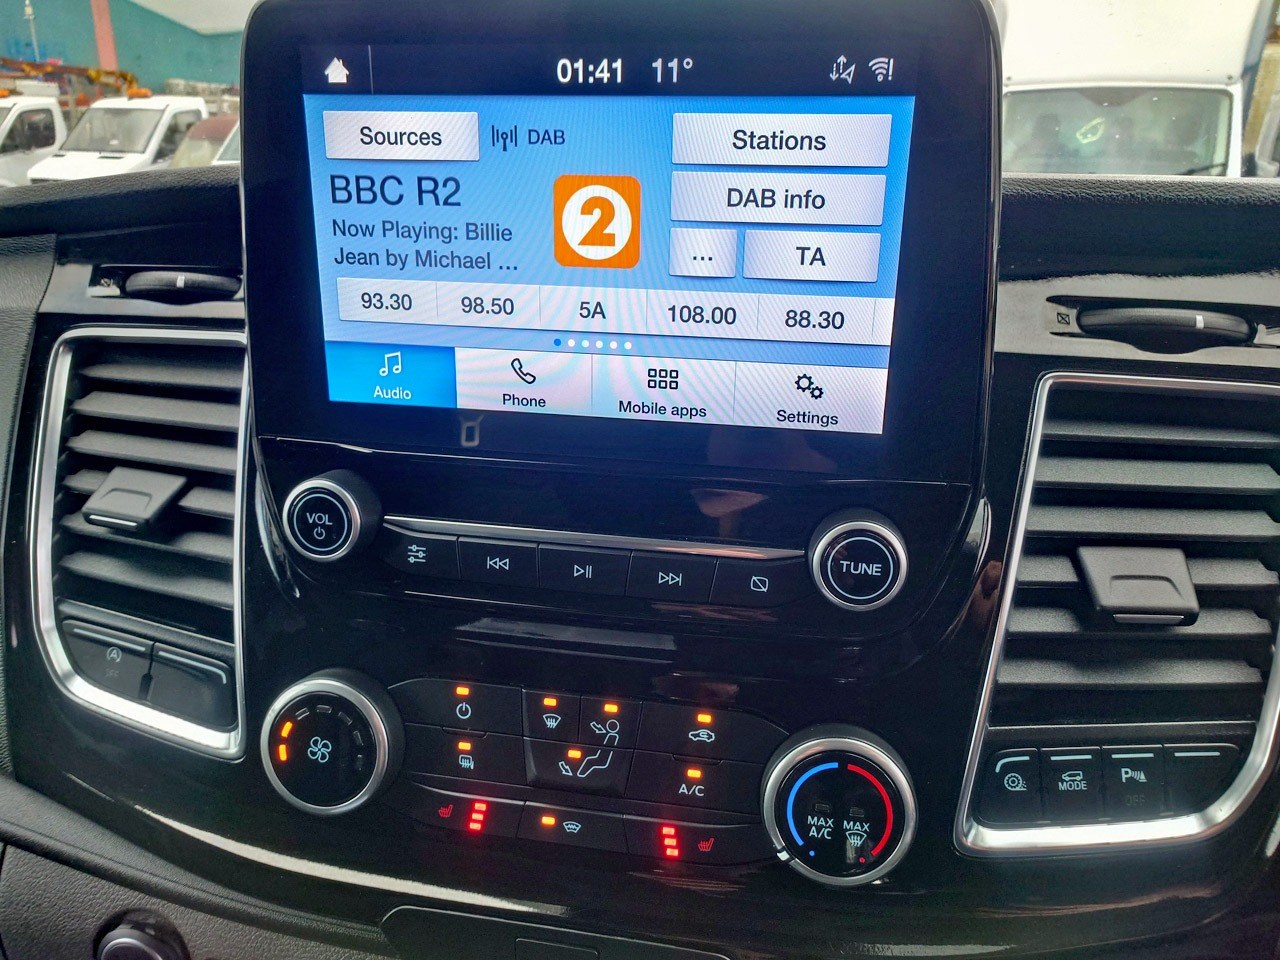 01:41 11°
Sources DAB Stations
BBC R2
2
DAB info
Now Playing: Billie
Jean by Michael ...
... TA
93.30 98.50 5A 108.00 88.30
Audio Phone Mobile apps Settings
VOL
TUNE
A
A/C
MAX
A/C
MAX
MODE
P